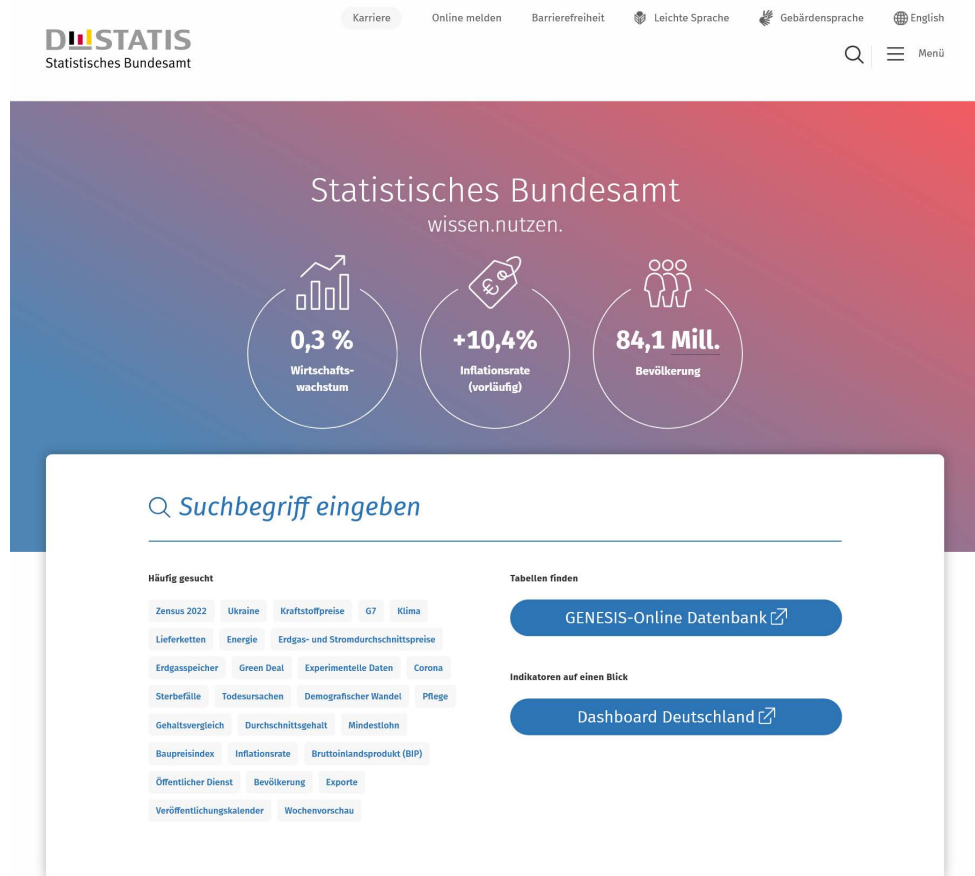 Karriere Online melden Barrierefreiheit Leichte Sprache Gebärdensprache English
DESTATIS
Statistisches Bundesamt
Menü
Statistisches Bundesamt
wissen.nutzen.
0,3 %
Wirtschafts-
wachstum
+10,4%
Inflationsrate
(vorläufig)
84,1 Mill.
Bevölkerung
Suchbegriff eingeben
Häufig gesucht
Zensus 2022 Ukraine Kraftstoffpreise G7 Klima
Lieferketten Energie Erdgas- und Stromdurchschnittspreise
Erdgasspeicher Green Deal Experimentelle Daten Corona
Sterbefälle Todesursachen Demografischer Wandel Pflege
Gehaltsvergleich Durchschnittsgehalt Mindestlohn
Baupreisindex Inflationsrate Bruttoinlandsprodukt (BIP)
Öffentlicher Dienst Bevölkerung Exporte
Veröffentlichungskalender Wochenvorschau
Tabellen finden
GENESIS-Online Datenbank
Indikatoren auf einen Blick
Dashboard Deutschland